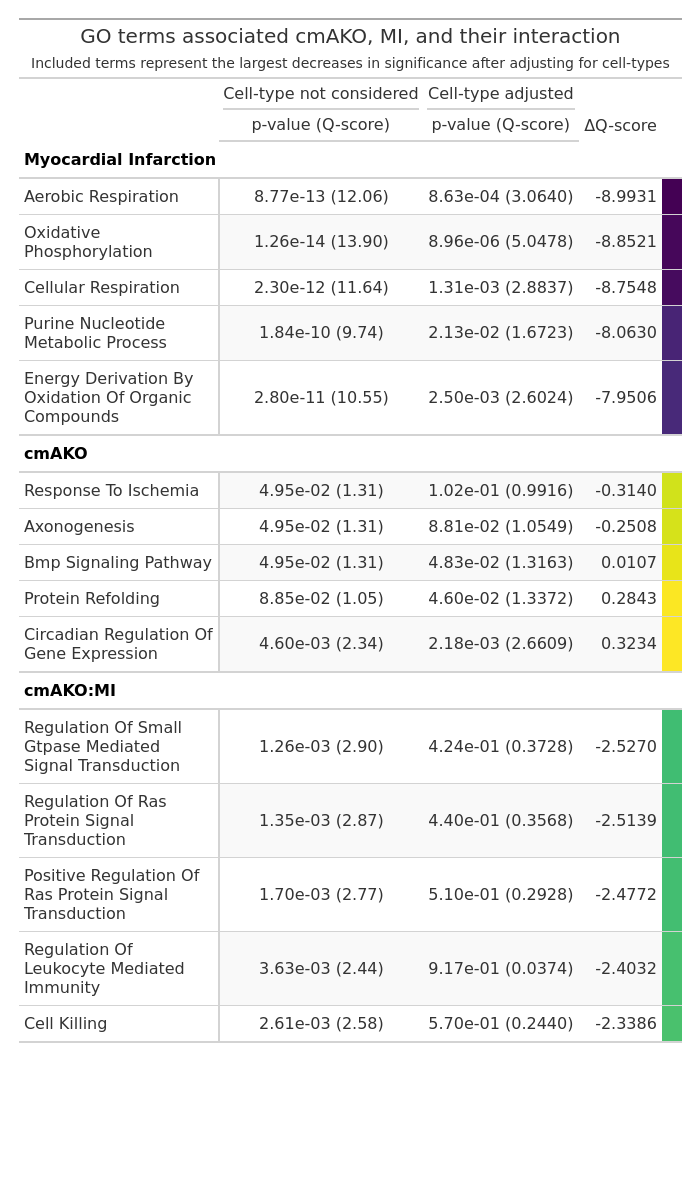 GO terms associated cmAKO, MI, and their interaction
Included terms represent the largest decreases in significance after adjusting for cell-types
Cell-type not considered Cell-type adjusted
p-value (Q-score) p-value (Q-score) ΔQ-score
Myocardial Infarction
Aerobic Respiration 8.77e-13 (12.06) 8.63e-04 (3.0640) -8.9931
Oxidative
Phosphorylation 1.26e-14 (13.90) 8.96e-06 (5.0478) -8.8521
Cellular Respiration 2.30e-12 (11.64) 1.31e-03 (2.8837) -8.7548
Purine Nucleotide
Metabolic Process 1.84e-10 (9.74) 2.13e-02 (1.6723) -8.0630
Energy Derivation By
Oxidation Of Organic 2.80e-11 (10.55) 2.50e-03 (2.6024) -7.9506
Compounds
cmAKO
Response To Ischemia 4.95e-02 (1.31) 1.02e-01 (0.9916) -0.3140
Axonogenesis 4.95e-02 (1.31) 8.81e-02 (1.0549) -0.2508
Bmp Signaling Pathway 4.95e-02 (1.31) 4.83e-02 (1.3163) 0.0107
Protein Refolding 8.85e-02 (1.05) 4.60e-02 (1.3372) 0.2843
Circadian Regulation Of
Gene Expression 4.60e-03 (2.34) 2.18e-03 (2.6609) 0.3234
cmAKO:MI
Regulation Of Small
Gtpase Mediated 1.26e-03 (2.90) 4.24e-01 (0.3728) -2.5270
Signal Transduction
Regulation Of Ras
Protein Signal 1.35e-03 (2.87) 4.40e-01 (0.3568) -2.5139
Transduction
Positive Regulation Of
Ras Protein Signal 1.70e-03 (2.77) 5.10e-01 (0.2928) -2.4772
Transduction
Regulation Of
Leukocyte Mediated 3.63e-03 (2.44) 9.17e-01 (0.0374) -2.4032
Immunity
Cell Killing 2.61e-03 (2.58) 5.70e-01 (0.2440) -2.3386